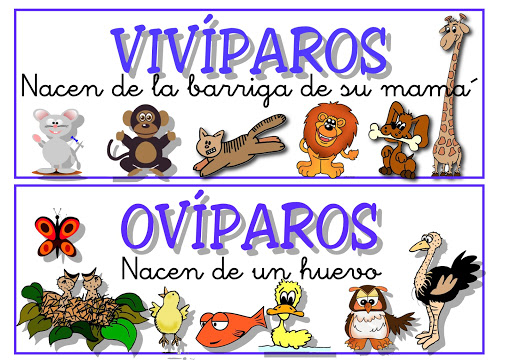 VIVÍPAROS
Nacen de la barriga de su mamá
OVÍPAROS
Nacen de un huevo